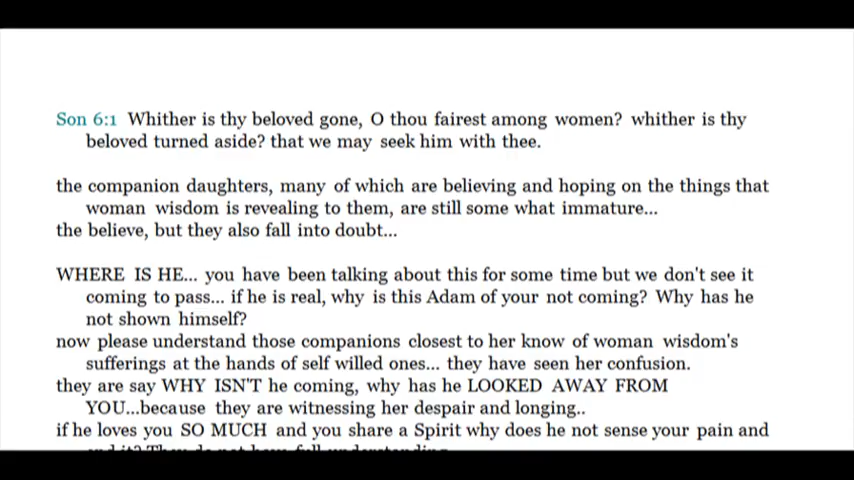 Son 6:1 Whither is thy beloved gone, O thou fairest among women? whither is thy
beloved turned aside? that we may seek him with thee.
the companion daughters, many of which are believing and hoping on the things that
woman wisdom is revealing to them, are still some what immature...
the believe, but they also fall into doubt...
WHERE IS HE... you have been talking about this for some time but we don't see it
coming to pass... if he is real, why is this Adam of your not coming? Why has he
not shown himself?
now please understand those companions closest to her know of woman wisdom's
sufferings at the hands of self willed ones... they have seen her confusion.
they are say WHY ISN'T he coming, why has he LOOKED AWAY FROM
YOU...because they are witnessing her despair and longing..
if he loves you SO MUCH and you share a Spirit why does he not sense your pain and